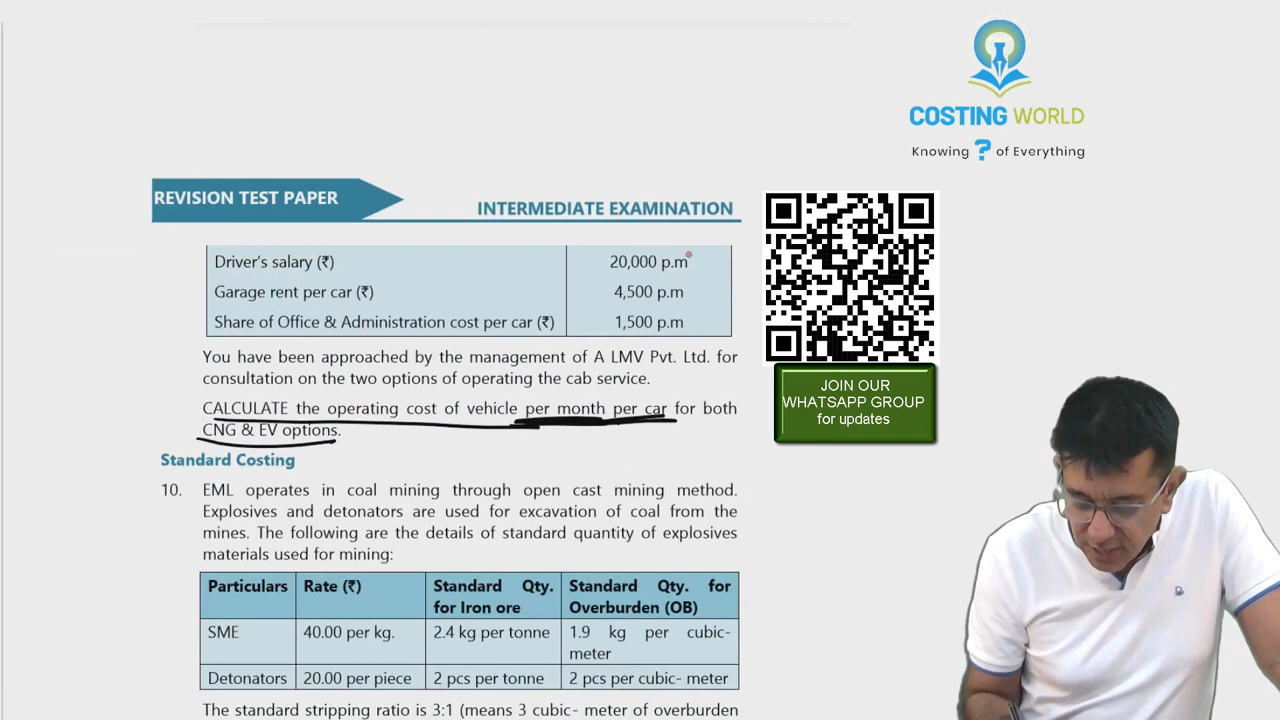 COSTING WORLD
Knowing ? of Everything
REVISION TEST PAPER
INTERMEDIATE EXAMINATION
Driver's salary (₹) 20,000 p.m
Garage rent per car (₹) 4,500 p.m
Share of Office & Administration cost per car (₹) 1,500 p.m
You have been approached by the management of A LMV Pvt. Ltd. for
consultation on the two options of operating the cab service.
CALCULATE the operating cost of vehicle per month per car for both
CNG & EV options.
JOIN OUR
WHATSAPP GROUP
for updates
Standard Costing
10. EML operates in coal mining through open cast mining method.
Explosives and detonators are used for excavation of coal from the
mines. The following are the details of standard quantity of explosives
materials used for mining:
Particulars Rate (₹) Standard Qty. Standard Qty. for
for Iron ore Overburden (OB)
SME 40.00 per kg. 2.4 kg per tonne 1.9 kg per cubic-
meter
Detonators 20.00 per piece 2 pcs per tonne 2 pcs per cubic- meter
The standard stripping ratio is 3:1 (means 3 cubic- meter of overburden